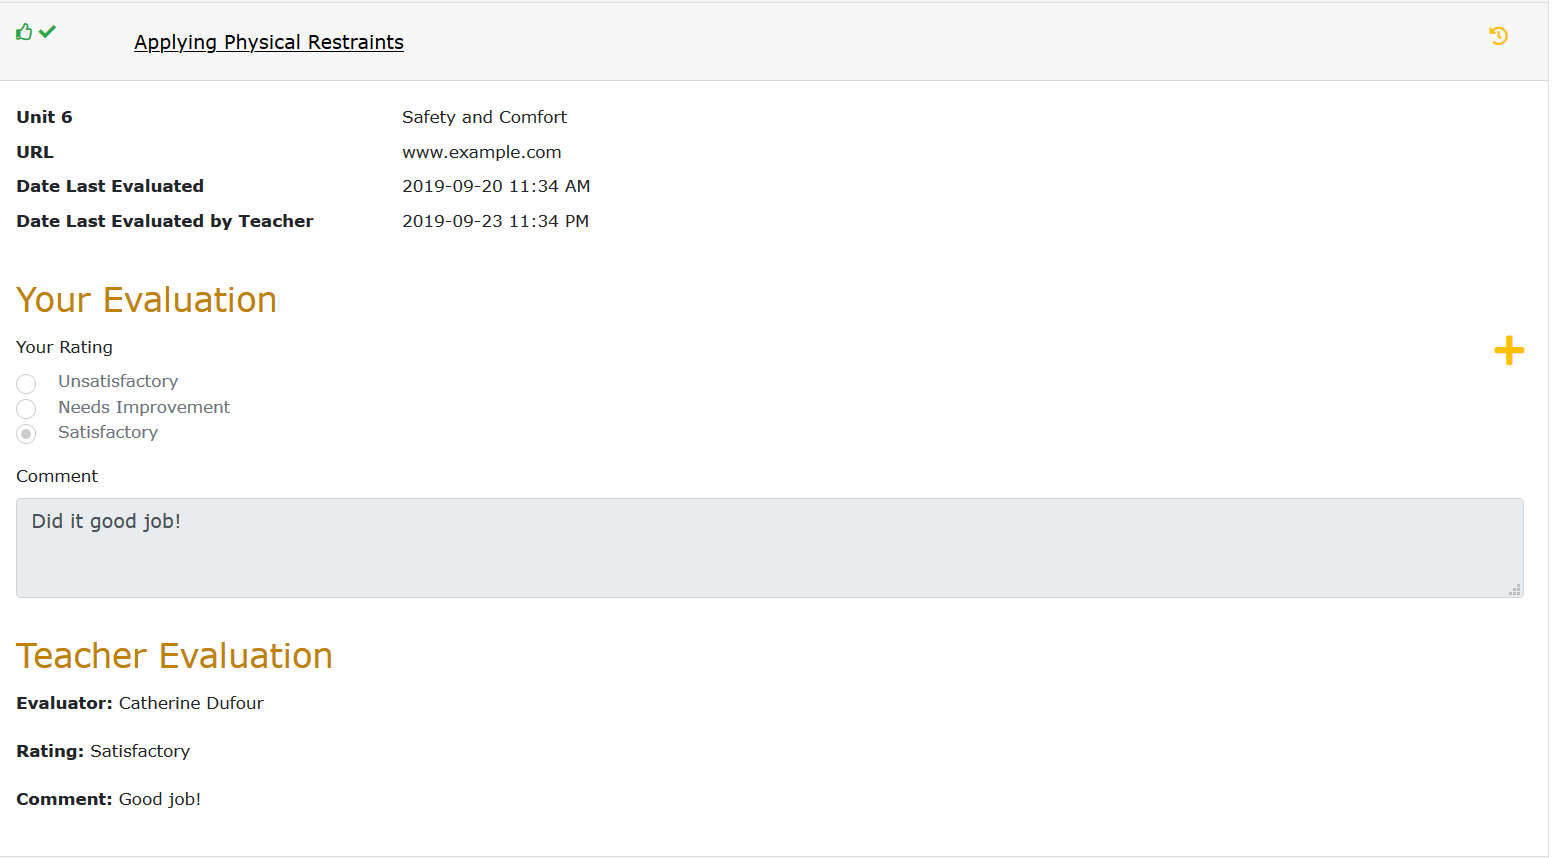 Applying Physical Restraints
Unit 6 Safety and Comfort
URL www.example.com
Date Last Evaluated 2019-09-20 11:34 AM
Date Last Evaluated by Teacher 2019-09-23 11:34 PM
Your Evaluation
Your Rating
Unsatisfactory
Needs Improvement
Satisfactory
Comment
Did it good job!
Teacher Evaluation
Evaluator: Catherine Dufour
Rating: Satisfactory
Comment: Good job!